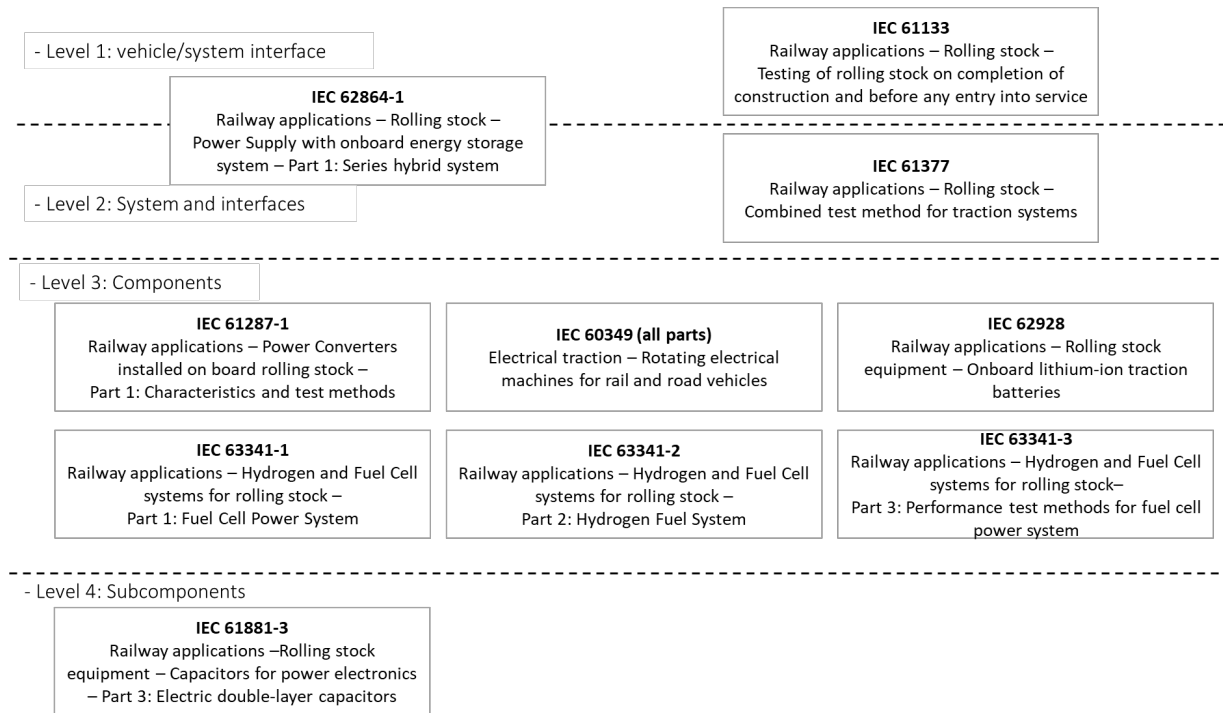 - Level 1: vehicle/system interface
IEC 61133
Railway applications – Rolling stock –
Testing of rolling stock on completion of
construction and before any entry into service
IEC 62864-1
Railway applications – Rolling stock –
Power Supply with onboard energy storage
system – Part 1: Series hybrid system
IEC 61377
Railway applications – Rolling stock –
Combined test method for traction systems
- Level 2: System and interfaces
- Level 3: Components
IEC 61287-1
Railway applications – Power Converters
installed on board rolling stock –
Part 1: Characteristics and test methods
IEC 60349 (all parts)
Electrical traction – Rotating electrical
machines for rail and road vehicles
IEC 62928
Railway applications – Rolling stock
equipment – Onboard lithium-ion traction
batteries
IEC 63341-1
Railway applications – Hydrogen and Fuel Cell
systems for rolling stock –
Part 1: Fuel Cell Power System
IEC 63341-2
Railway applications – Hydrogen and Fuel Cell
systems for rolling stock –
Part 2: Hydrogen Fuel System
IEC 63341-3
Railway applications – Hydrogen and Fuel Cell
systems for rolling stock–
Part 3: Performance test methods for fuel cell
power system
- Level 4: Subcomponents
IEC 61881-3
Railway applications –Rolling stock
equipment – Capacitors for power electronics
– Part 3: Electric double-layer capacitors